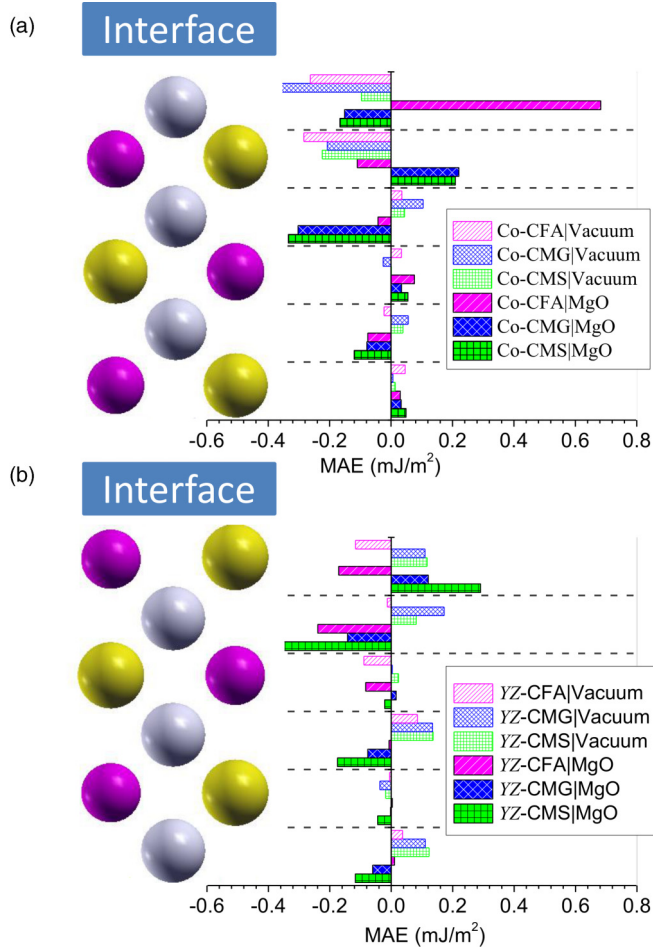 (a)
Interface
Co-CFA|Vacuum
Co-CMG|Vacuum
Co-CMS|Vacuum
Co-CFA|MgO
Co-CMG|MgO
Co-CMS|MgO
-0.6 -0.4 -0.2 0.0 0.2 0.4 0.6 0.8
MAE (mJ/m²)
(b)
Interface
YZ-CFA|Vacuum
YZ-CMG|Vacuum
YZ-CMS|Vacuum
YZ-CFA|MgO
YZ-CMG|MgO
YZ-CMS|MgO
-0.6 -0.4 -0.2 0.0 0.2 0.4 0.6 0.8
MAE (mJ/m²)